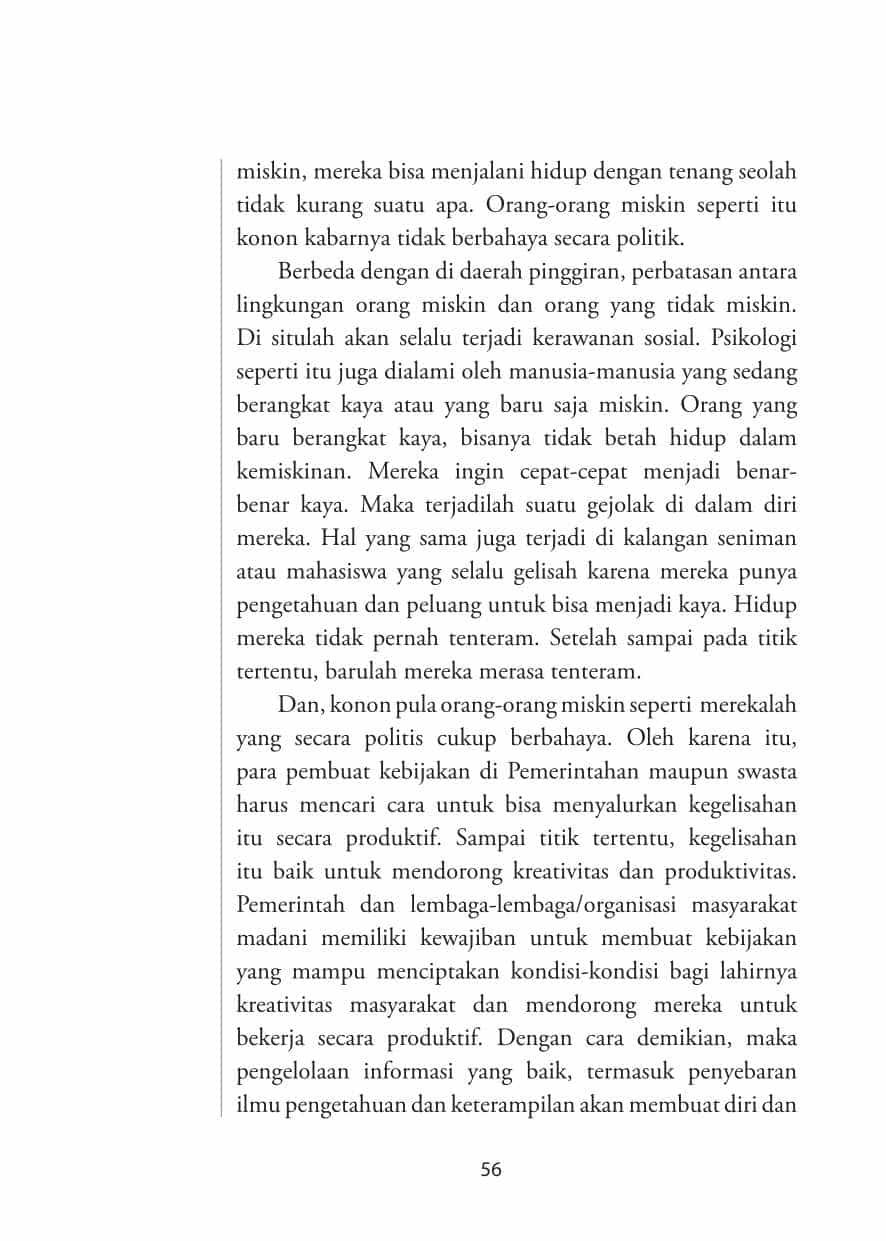 miskin, mereka bisa menjalani hidup dengan tenang seolah
tidak kurang suatu apa. Orang-orang miskin seperti itu
konon kabarnya tidak berbahaya secara politik.
Berbeda dengan di daerah pinggiran, perbatasan antara
lingkungan orang miskin dan orang yang tidak miskin.
Di situlah akan selalu terjadi kerawanan sosial. Psikologi
seperti itu juga dialami oleh manusia-manusia yang sedang
berangkat kaya atau yang baru saja miskin. Orang yang
baru berangkat kaya, bisanya tidak betah hidup dalam
kemiskinan. Mereka ingin cepat-cepat menjadi benar-
benar kaya. Maka terjadilah suatu gejolak di dalam diri
mereka. Hal yang sama juga terjadi di kalangan seniman
atau mahasiswa yang selalu gelisah karena mereka punya
pengetahuan dan peluang untuk bisa menjadi kaya. Hidup
mereka tidak pernah tenteram. Setelah sampai pada titik
tertentu, barulah mereka merasa tenteram.
Dan, konon pula orang-orang miskin seperti merekalah
yang secara politis cukup berbahaya. Oleh karena itu,
para pembuat kebijakan di Pemerintahan maupun swasta
harus mencari cara untuk bisa menyalurkan kegelisahan
itu secara produktif. Sampai titik tertentu, kegelisahan
itu baik untuk mendorong kreativitas dan produktivitas.
Pemerintah dan lembaga-lembaga/organisasi masyarakat
madani memiliki kewajiban untuk membuat kebijakan
yang mampu menciptakan kondisi-kondisi bagi lahirnya
kreativitas masyarakat dan mendorong mereka untuk
bekerja secara produktif. Dengan cara demikian, maka
pengelolaan informasi yang baik, termasuk penyebaran
ilmu pengetahuan dan keterampilan akan membuat diri dan
56